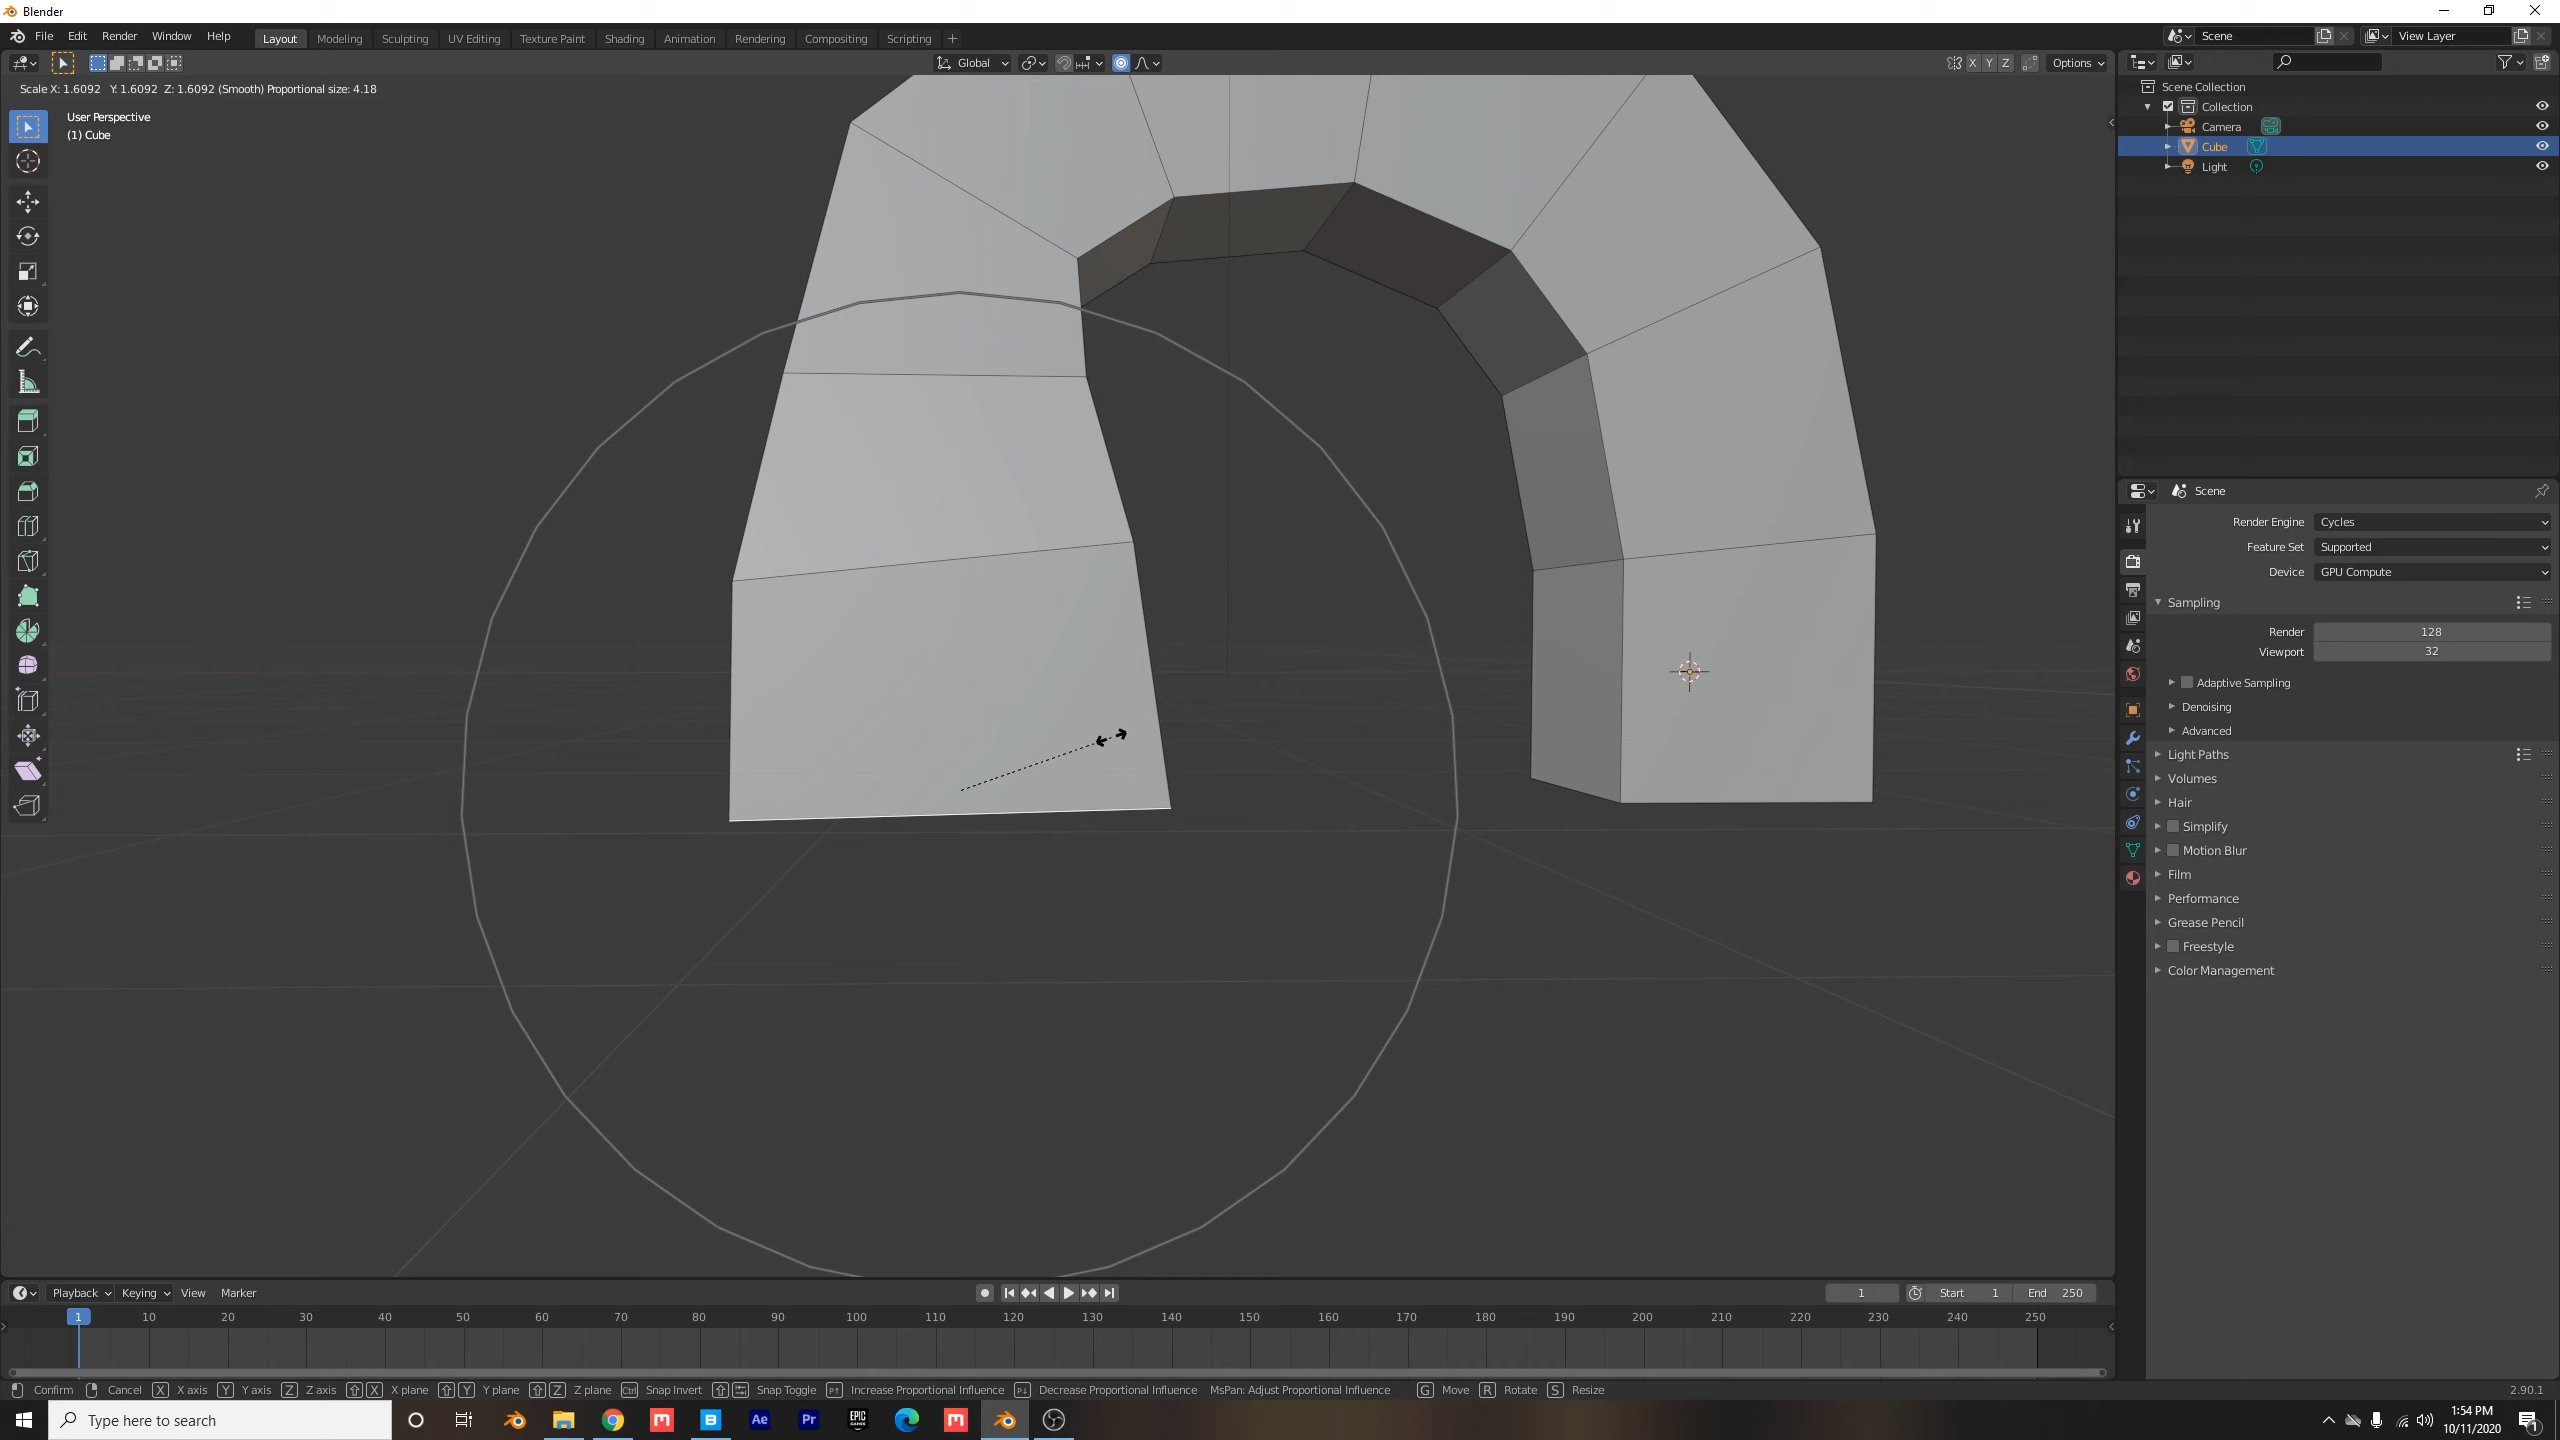 Blender
File Edit Render Window Help Layout Modeling Sculpting UV Editing Texture Paint Shading Animation Rendering Compositing Scripting + Scene View Layer
Global X Y Z Options
Scale X: 1.6092 Y: 1.6092 Z: 1.6092 (Smooth) Proportional size: 4.18
User Perspective
(1) Cube
Scene Collection
Collection
Camera
Cube
Light
Scene
Render Engine Cycles
Feature Set Supported
Device GPU Compute
Sampling
Render 128
Viewport 32
Adaptive Sampling
Denoising
Advanced
Light Paths
Volumes
Hair
Simplify
Motion Blur
Film
Performance
Grease Pencil
Freestyle
Color Management
Playback Keying View Marker 1 Start 1 End 250
1 10 20 30 40 50 60 70 80 90 100 110 120 130 140 150 160 170 180 190 200 210 220 230 240 250
Confirm Cancel X X axis Y Y axis Z Z axis X X plane Y Y plane Z Z plane Ctrl Snap Invert Snap Toggle Increase Proportional Influence Decrease Proportional Influence MsPan: Adjust Proportional Influence G Move R Rotate S Resize 2.90.1
Type here to search Ae Pr EPIC GAMES 1:54 PM
10/11/2020 1